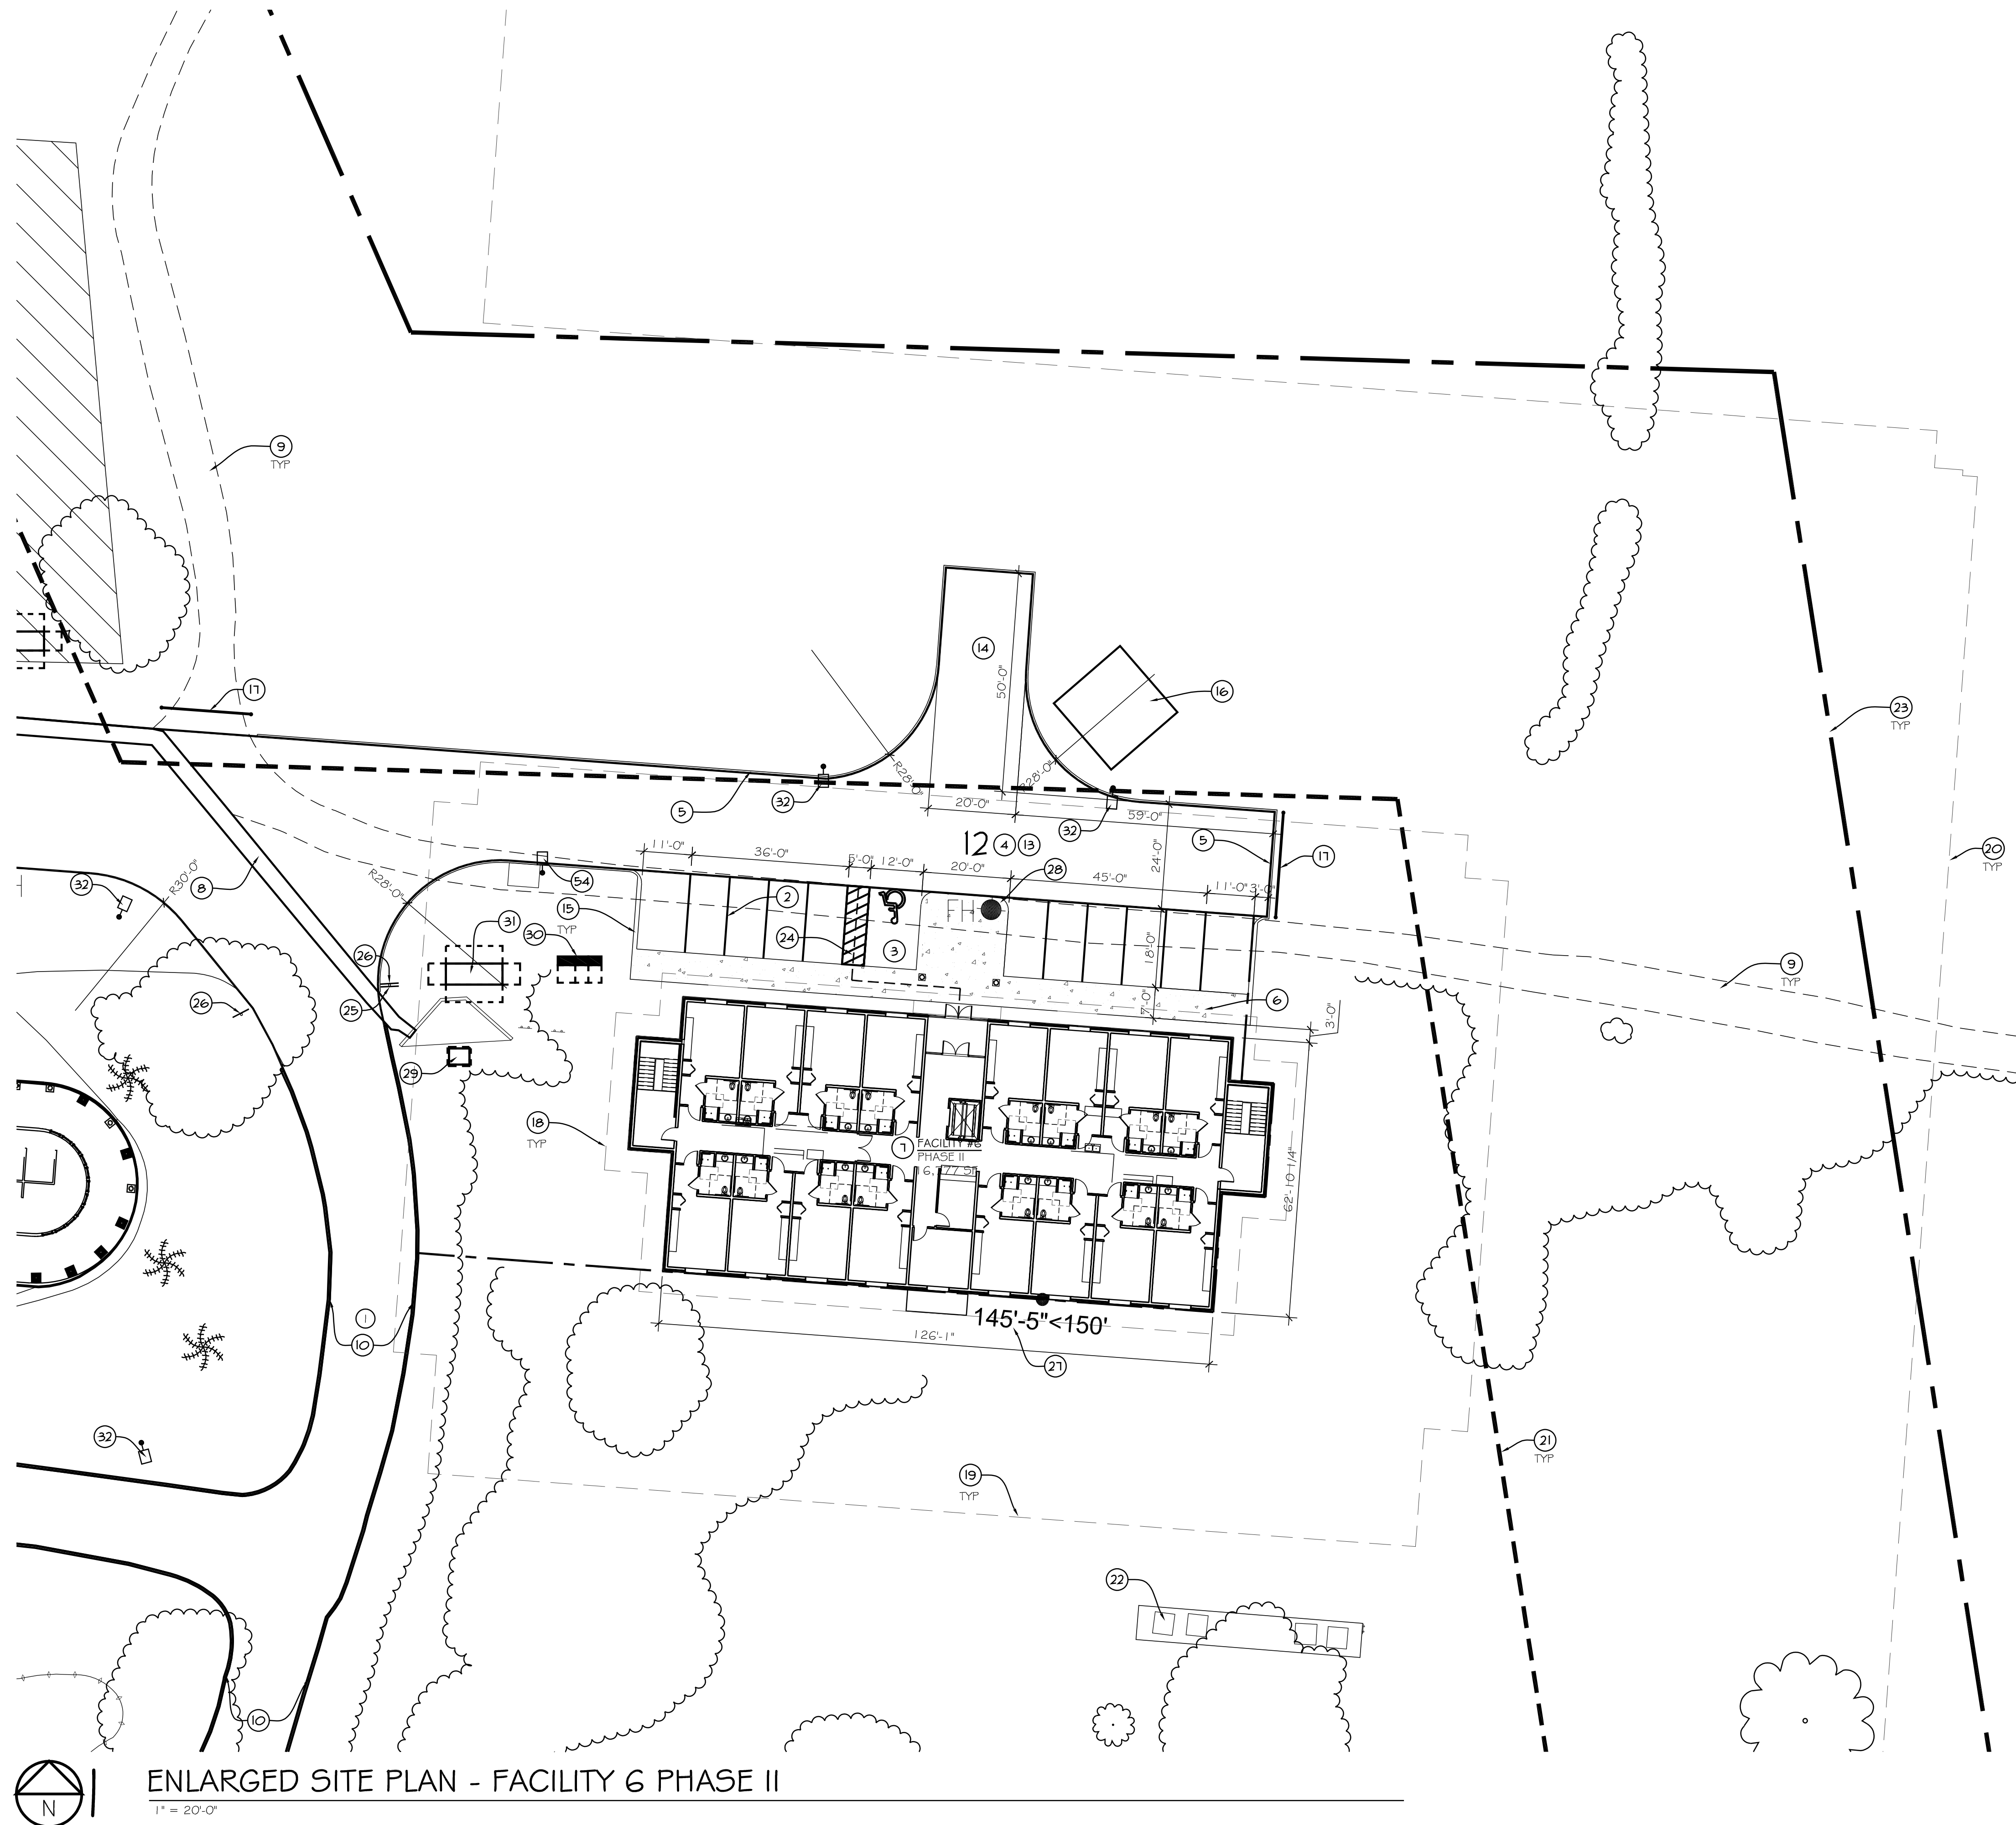 9
TYP
17
14
50'-0"
16
23
TYP
R28'-0"
R28'-0"
5
32
20'-0"
59'-0"
32
12 4 13
5
17
20
TYP
24'-0"
8
R30'-0"
32
R28'-0"
54
11'-0"
36'-0"
5'-0"
12'-0"
20'-0"
45'-0"
11'-0"
3'-0"
28
2
15
FH
31
30
TYP
24
3
18'-0"
26
25
26
9
TYP
6
7'-0"
3'-0"
29
18
TYP
7
FACILITY #6
PHASE II
16,777 SF
62'-10 1/4"
1
10
145'-5"<150'
126'-1"
27
32
21
TYP
19
TYP
22
10
N
1
ENLARGED SITE PLAN - FACILITY 6 PHASE II
1" = 20'-0"